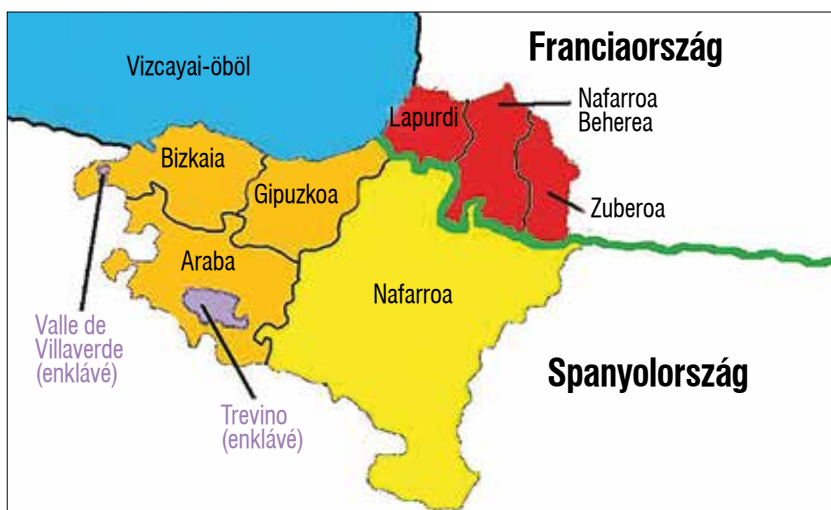 Franciaország
Vizcayai-öböl
Nafarroa
Beherea
Lapurdi
Bizkaia
Gipuzkoa
Zuberoa
Araba
Nafarroa
Valle de
Villaverde
(enklávé)
Spanyolország
Trevino
(enklávé)